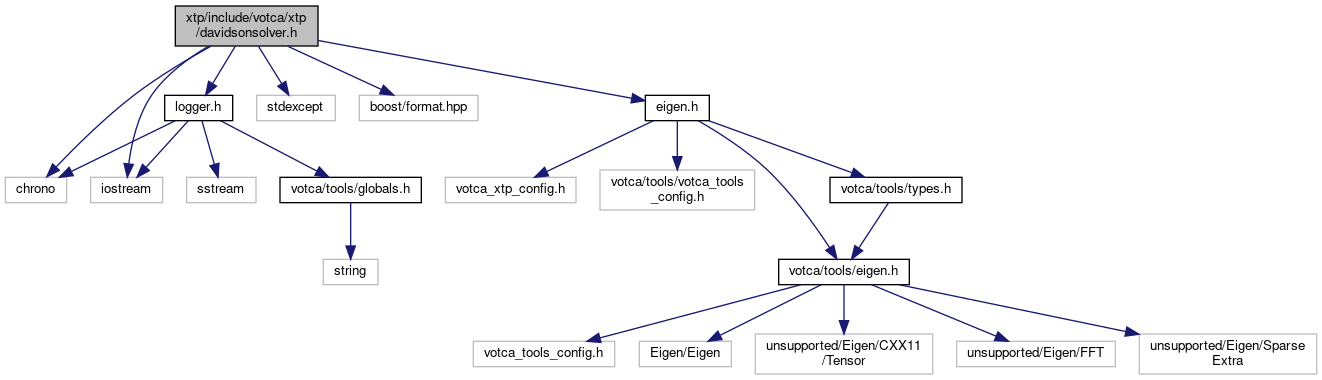 xtp/include/votca/xtp
/davidsonsolver.h
logger.h
stdexcept
boost/format.hpp
eigen.h
chrono
iostream
sstream
votca/tools/globals.h
votca_xtp_config.h
votca/tools/votca_tools
_config.h
votca/tools/types.h
string
votca/tools/eigen.h
votca_tools_config.h
Eigen/Eigen
unsupported/Eigen/CXX11
/Tensor
unsupported/Eigen/FFT
unsupported/Eigen/Sparse
Extra